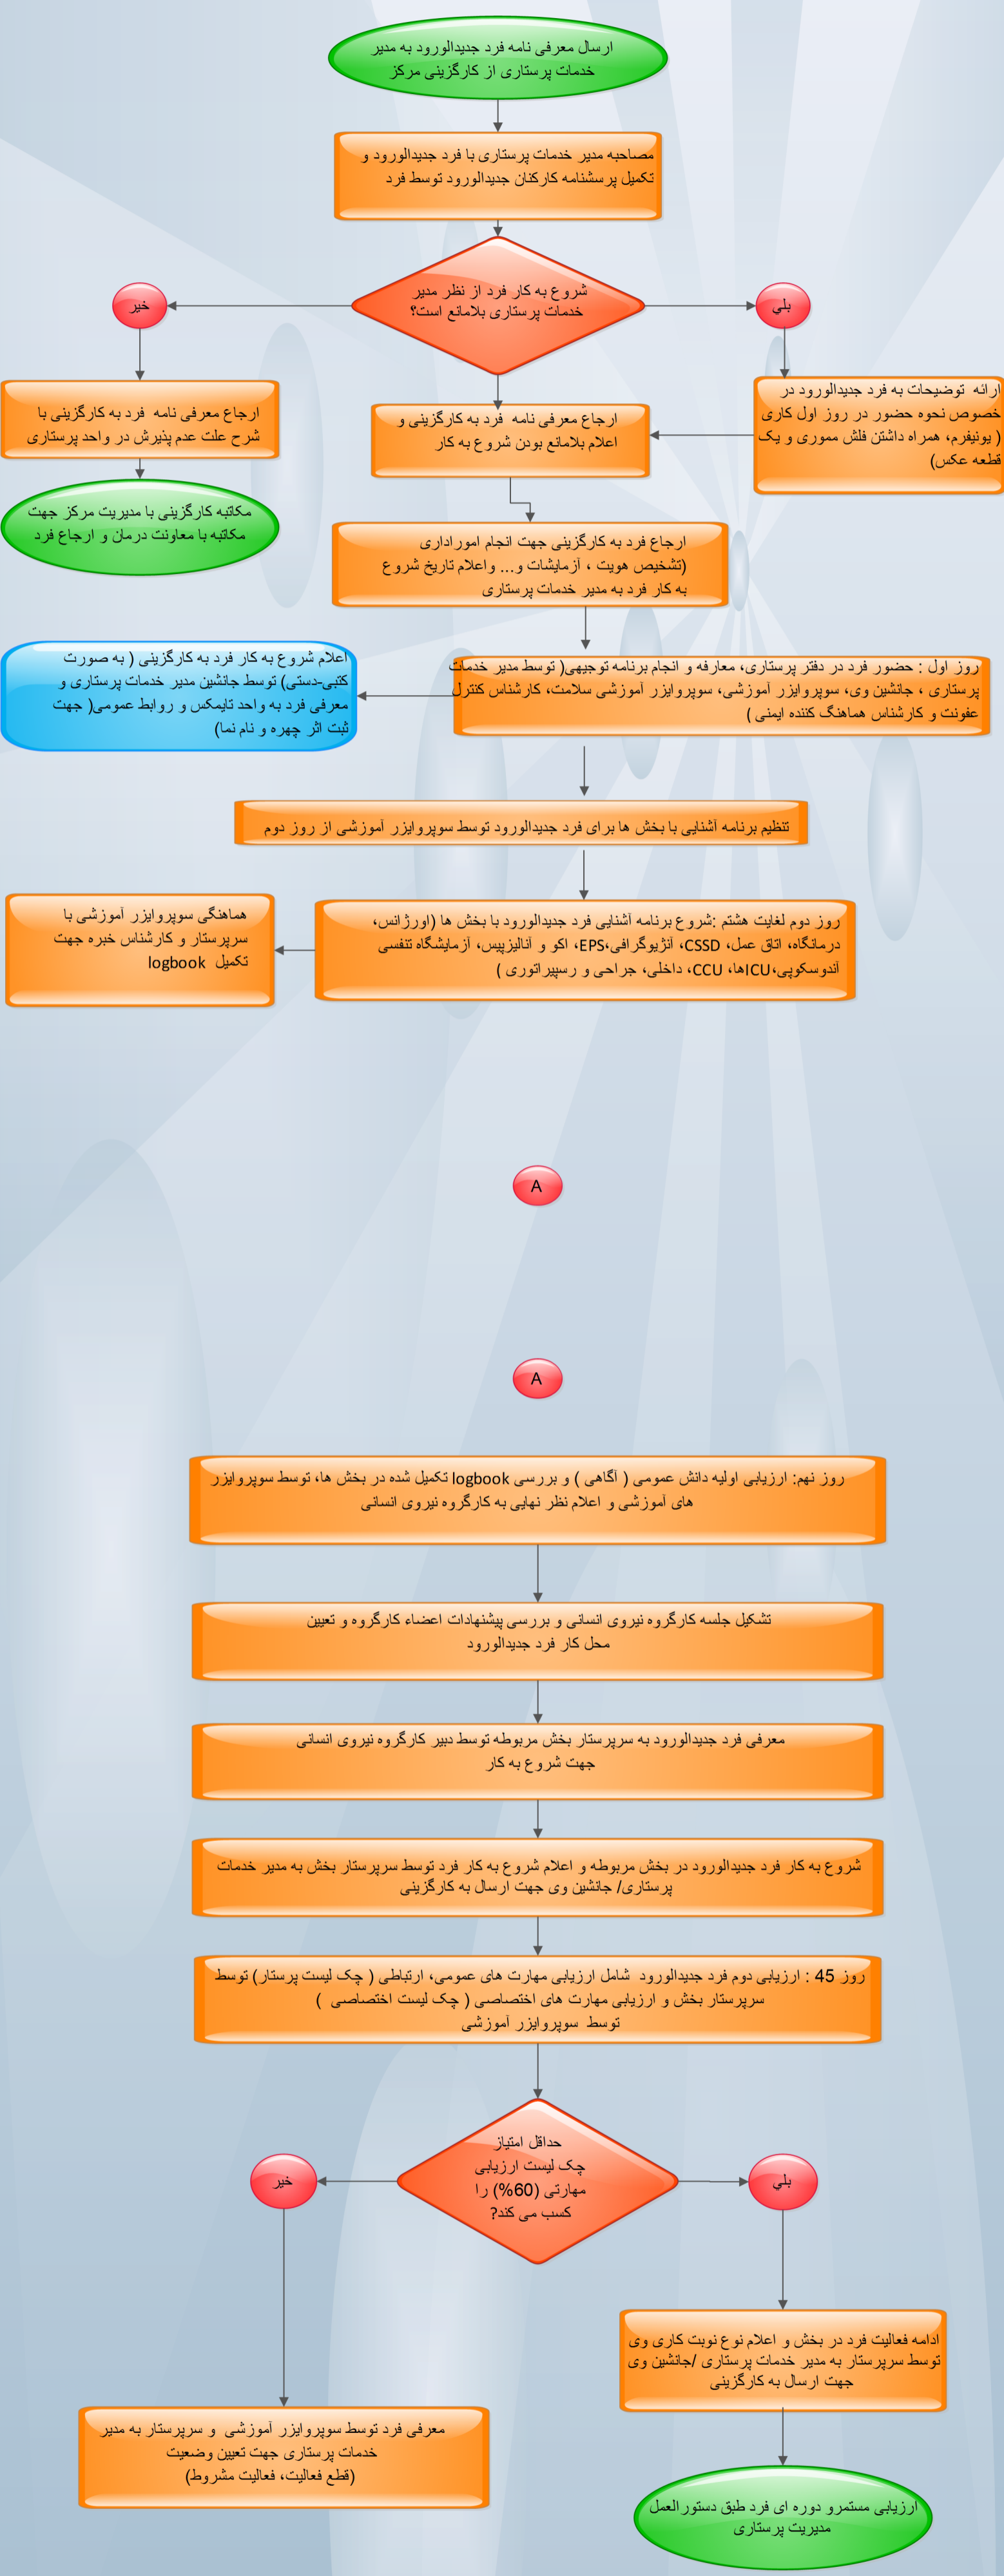 ارسال معرفی نامه فرد جدیدالورود به مدیر
خدمات پرستاری از کارگزینی مرکز
مصاحبه مدیر خدمات پرستاری با فرد جدیدالورود و
تکمیل پرسشنامه کارکنان جدیدالورود توسط فرد
شروع به کار فرد از نظر مدیر
خدمات پرستاری بلامانع است؟
بلي
خیر
ارائه توضیحات به فرد جدیدالورود در
خصوص نحوه حضور در روز اول کاری
( یونیفرم، همراه داشتن فلش مموری و یک
قطعه عکس)
ارجاع معرفی نامه فرد به کارگزینی و
اعلام بلامانع بودن شروع به کار
ارجاع معرفی نامه فرد به کارگزینی با
شرح علت عدم پذیرش در واحد پرستاری
مکاتبه کارگزینی با مدیریت مرکز جهت
مکاتبه با معاونت درمان و ارجاع فرد
ارجاع فرد به کارگزینی جهت انجام اموراداری
(تشخیص هویت ، آزمایشات و... واعلام تاریخ شروع
به کار فرد به مدیر خدمات پرستاری
روز اول : حضور فرد در دفتر پرستاری، معارفه و انجام برنامه توجیهی( توسط مدیر خدمات
پرستاری ، جانشین وی، سوپروایزر آموزشی، سوپروایزر آموزشی سلامت، کارشناس کنترل
عفونت و کارشناس هماهنگ کننده ایمنی )
اعلام شروع به کار فرد به کارگزینی ( به صورت
کتبی-دستی) توسط جانشین مدیر خدمات پرستاری و
معرفی فرد به واحد تایمکس و روابط عمومی( جهت
ثبت اثر چهره و نام نما)
تنظیم برنامه آشنایی با بخش ها برای فرد جدیدالورود توسط سوپروایزر آموزشی از روز دوم
روز دوم لغایت هشتم :شروع برنامه آشنایی فرد جدیدالورود با بخش ها (اورژانس،
درمانگاه، اتاق عمل، CSSD، آنژیوگرافی،EPS، اکو و آنالیزپیس، آزمایشگاه تنفسی
آندوسکوپی،ICUها، CCU، داخلی، جراحی و رسپیراتوری )
هماهنگی سوپروایزر آموزشی با
سرپرستار و کارشناس خبره جهت
تکمیل logbook
A
A
روز نهم: ارزیابی اولیه دانش عمومی ( آگاهی ) و بررسی logbook تکمیل شده در بخش ها، توسط سوپروایزر
های آموزشی و اعلام نظر نهایی به کارگروه نیروی انسانی
تشکیل جلسه کارگروه نیروی انسانی و بررسی پیشنهادات اعضاء کارگروه و تعیین
محل کار فرد جدیدالورود
معرفی فرد جدیدالورود به سرپرستار بخش مربوطه توسط دبیر کارگروه نیروی انسانی
جهت شروع به کار
شروع به کار فرد جدیدالورود در بخش مربوطه و اعلام شروع به کار فرد توسط سرپرستار بخش به مدیر خدمات
پرستاری/ جانشین وی جهت ارسال به کارگزینی
روز 45 : ارزیابی دوم فرد جدیدالورود شامل ارزیابی مهارت های عمومی، ارتباطی ( چک لیست پرستار) توسط
سرپرستار بخش و ارزیابی مهارت های اختصاصی ( چک لیست اختصاصی )
توسط سوپروایزر آموزشی
حداقل امتیاز
چک لیست ارزیابی
مهارتی (60%) را
کسب می کند؟
بلي
خیر
ادامه فعالیت فرد در بخش و اعلام نوع نوبت کاری وی
توسط سرپرستار به مدیر خدمات پرستاری /جانشین وی
جهت ارسال به کارگزینی
معرفی فرد توسط سوپروایزر آموزشی و سرپرستار به مدیر
خدمات پرستاری جهت تعیین وضعیت
(قطع فعالیت، فعالیت مشروط)
ارزیابی مستمرو دوره ای فرد طبق دستورالعمل
مدیریت پرستاری